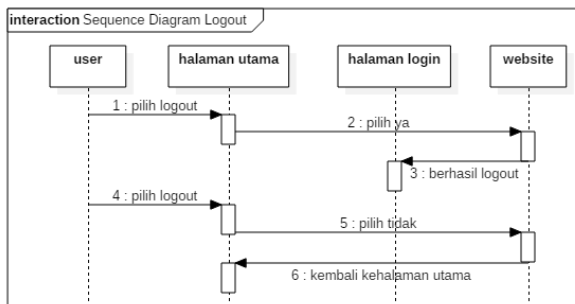 interaction Sequence Diagram Logout
user
halaman utama
halaman login
website
1 : pilih logout
2 : pilih ya
3 : berhasil logout
4 : pilih logout
5 : pilih tidak
6 : kembali kehalaman utama